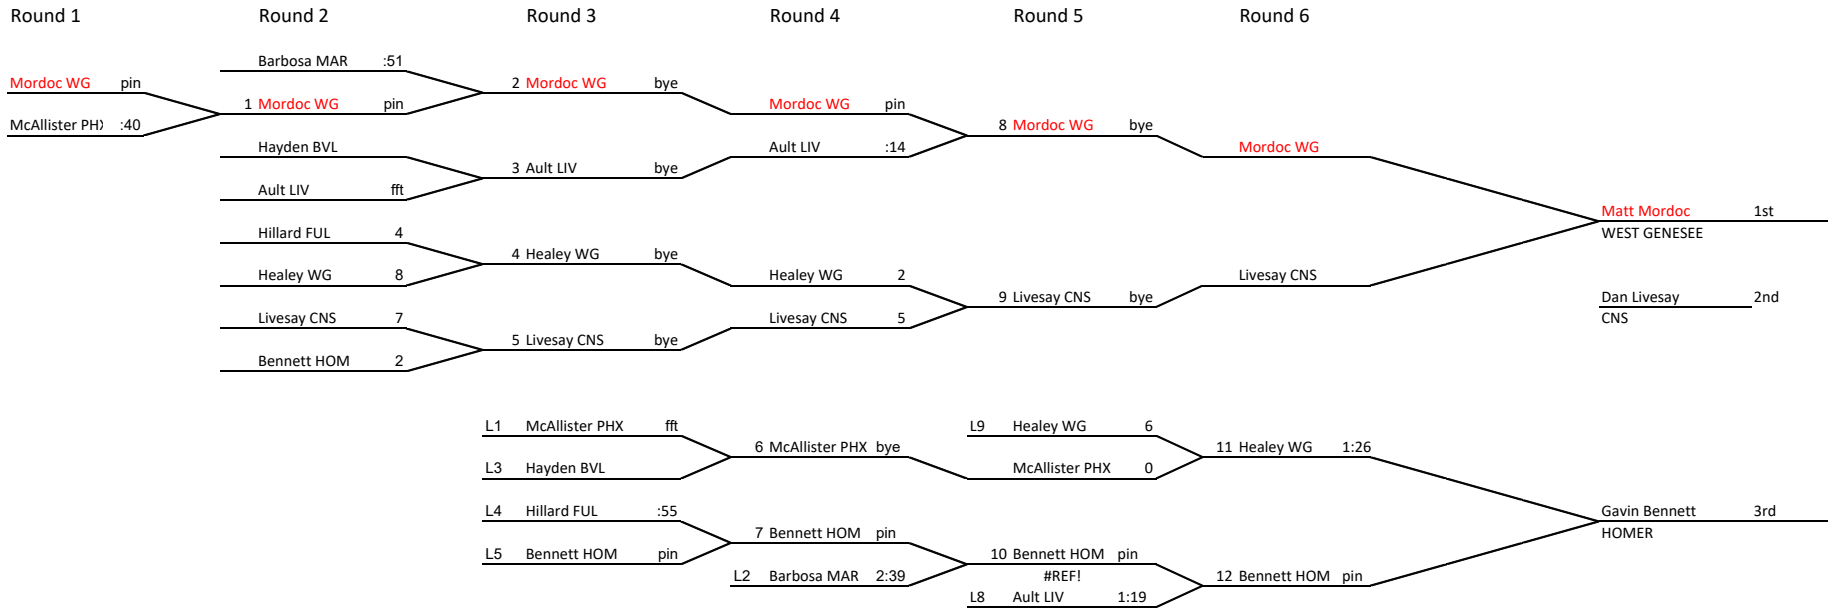 Round 1 Round 2 Round 3 Round 4 Round 5 Round 6
Barbosa MAR :51
Mordoc WG pin 2 Mordoc WG bye
1 Mordoc WG pin Mordoc WG pin
McAllister PH :40 8 Mordoc WG bye
Hayden BVL Ault LIV :14 Mordoc WG
3 Ault LIV bye
Ault LIV fft
Matt Mordoc 1st
Hillard FUL 4 WEST GENESEE
4 Healey WG bye
Healey WG 8 Healey WG 2 Livesay CNS
9 Livesay CNS bye Dan Livesay 2nd
Livesay CNS 7 Livesay CNS 5 CNS
5 Livesay CNS bye
Bennett HOM 2
L1 McAllister PHX fft L9 Healey WG 6
6 McAllister PHX bye 11 Healey WG 1:26
L3 Hayden BVL McAllister PHX 0
L4 Hillard FUL :55 Gavin Bennett 3rd
7 Bennett HOM pin HOMER
L5 Bennett HOM pin 10 Bennett HOM pin
L2 Barbosa MAR 2:39 #REF! 12 Bennett HOM pin
L8 Ault LIV 1:19